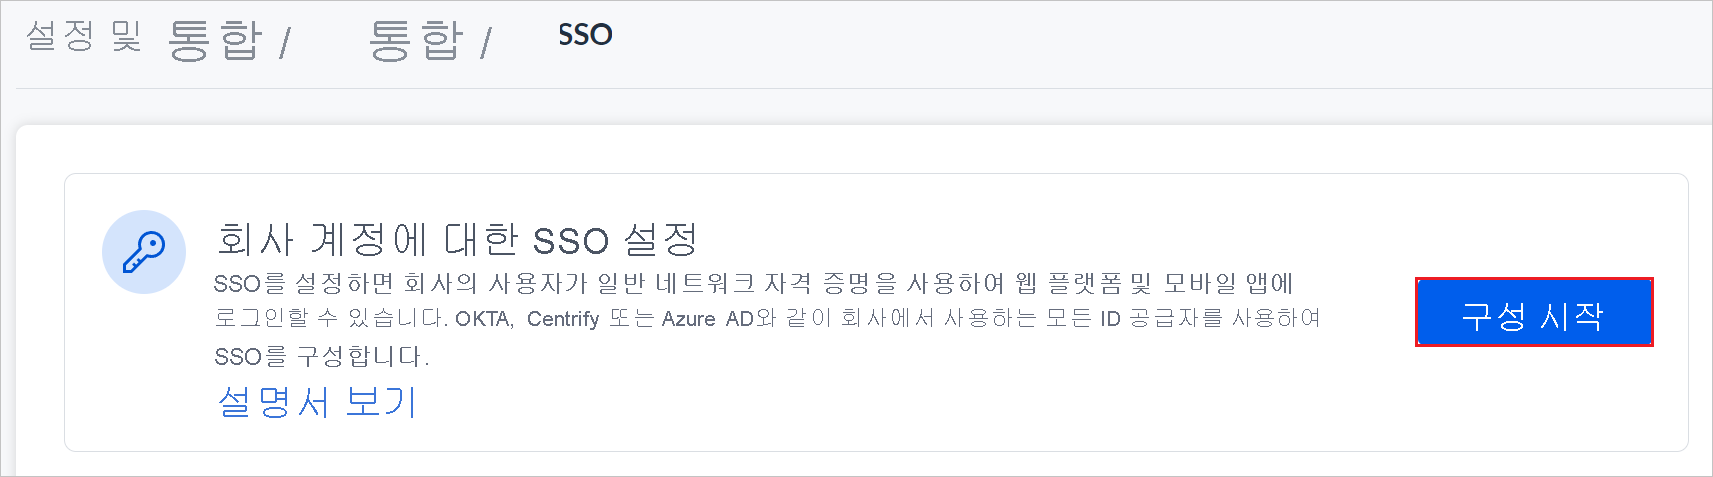 설정 및 통합 / 통합 / SSO
회사 계정에 대한 SSO 설정
SSO를 설정하면 회사의 사용자가 일반 네트워크 자격 증명을 사용하여 웹 플랫폼 및 모바일 앱에
로그인할 수 있습니다. OKTA, Centrify 또는 Azure AD와 같이 회사에서 사용하는 모든 ID 공급자를 사용하여
SSO를 구성합니다.
설명서 보기
구성 시작